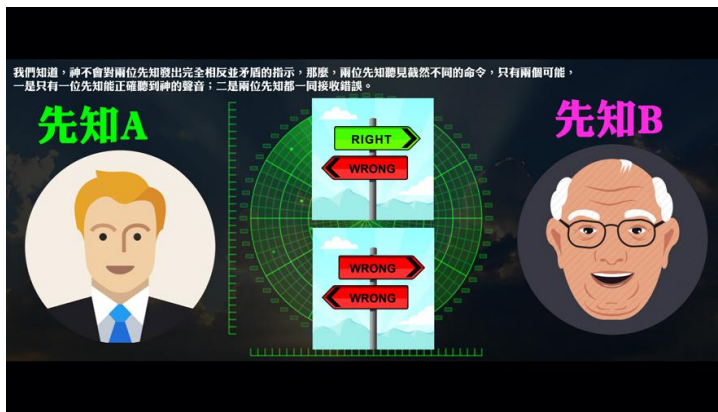 我們知道，神不會對兩位先知發出完全相反並矛盾的指示，那麼，兩位先知聽見截然不同的命令，只有兩個可能，
一是只有一位先知能正確聽到神的聲音；二是兩位先知都一同接收錯誤。
先知A
先知B
RIGHT
WRONG
WRONG
WRONG